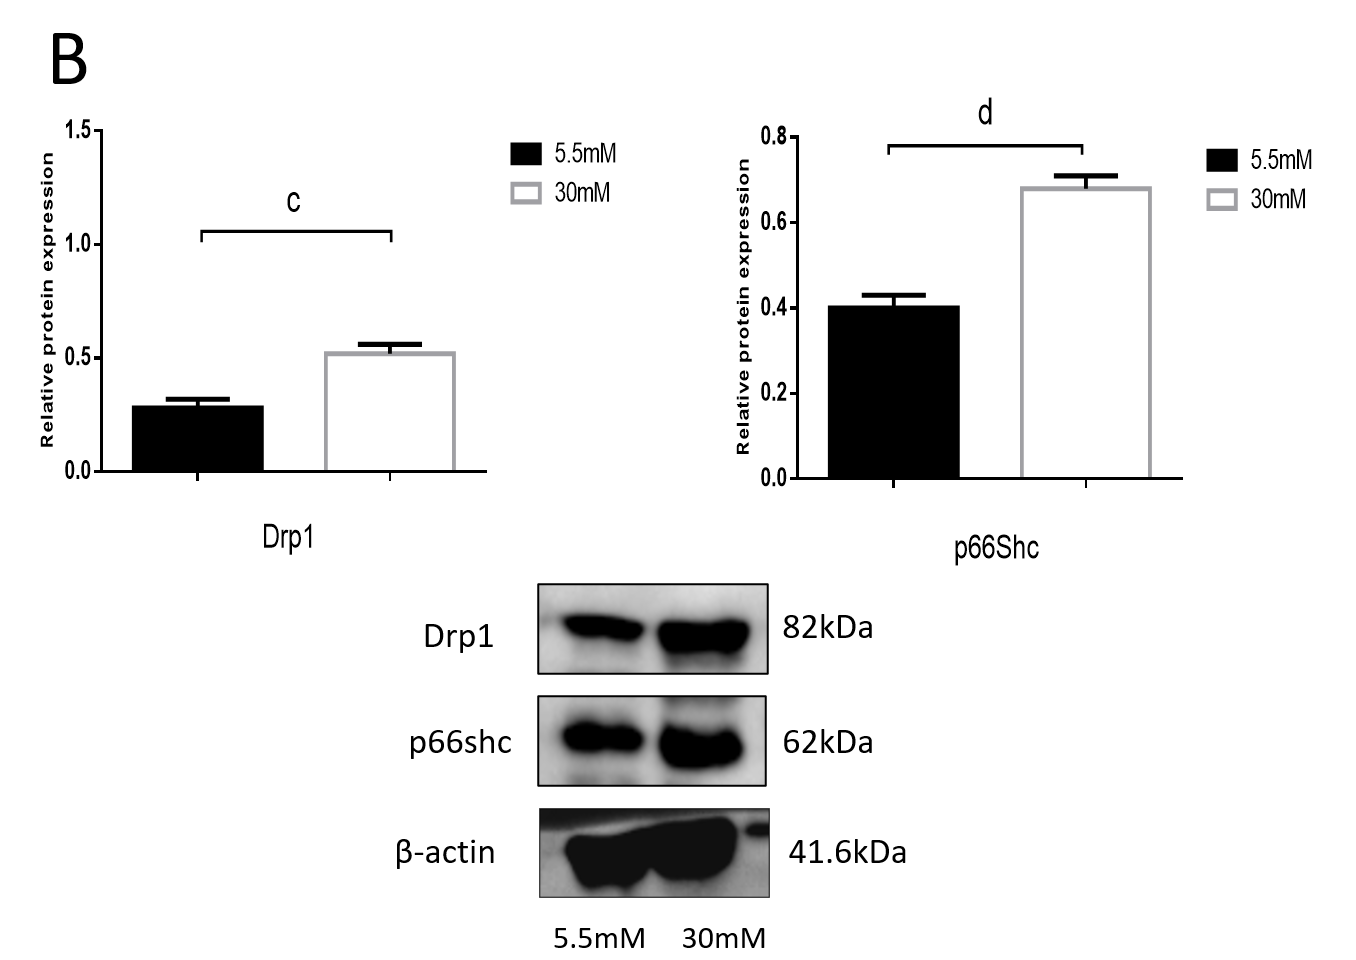 B
Relative protein expression
1.5
1.0
0.5
0.0
c
5.5mM
30mM
Drp1
Relative protein expression
0.8
0.6
0.4
0.2
0.0
d
5.5mM
30mM
p66Shc
Drp1 82kDa
p66shc 62kDa
β-actin 41.6kDa
5.5mM 30mM